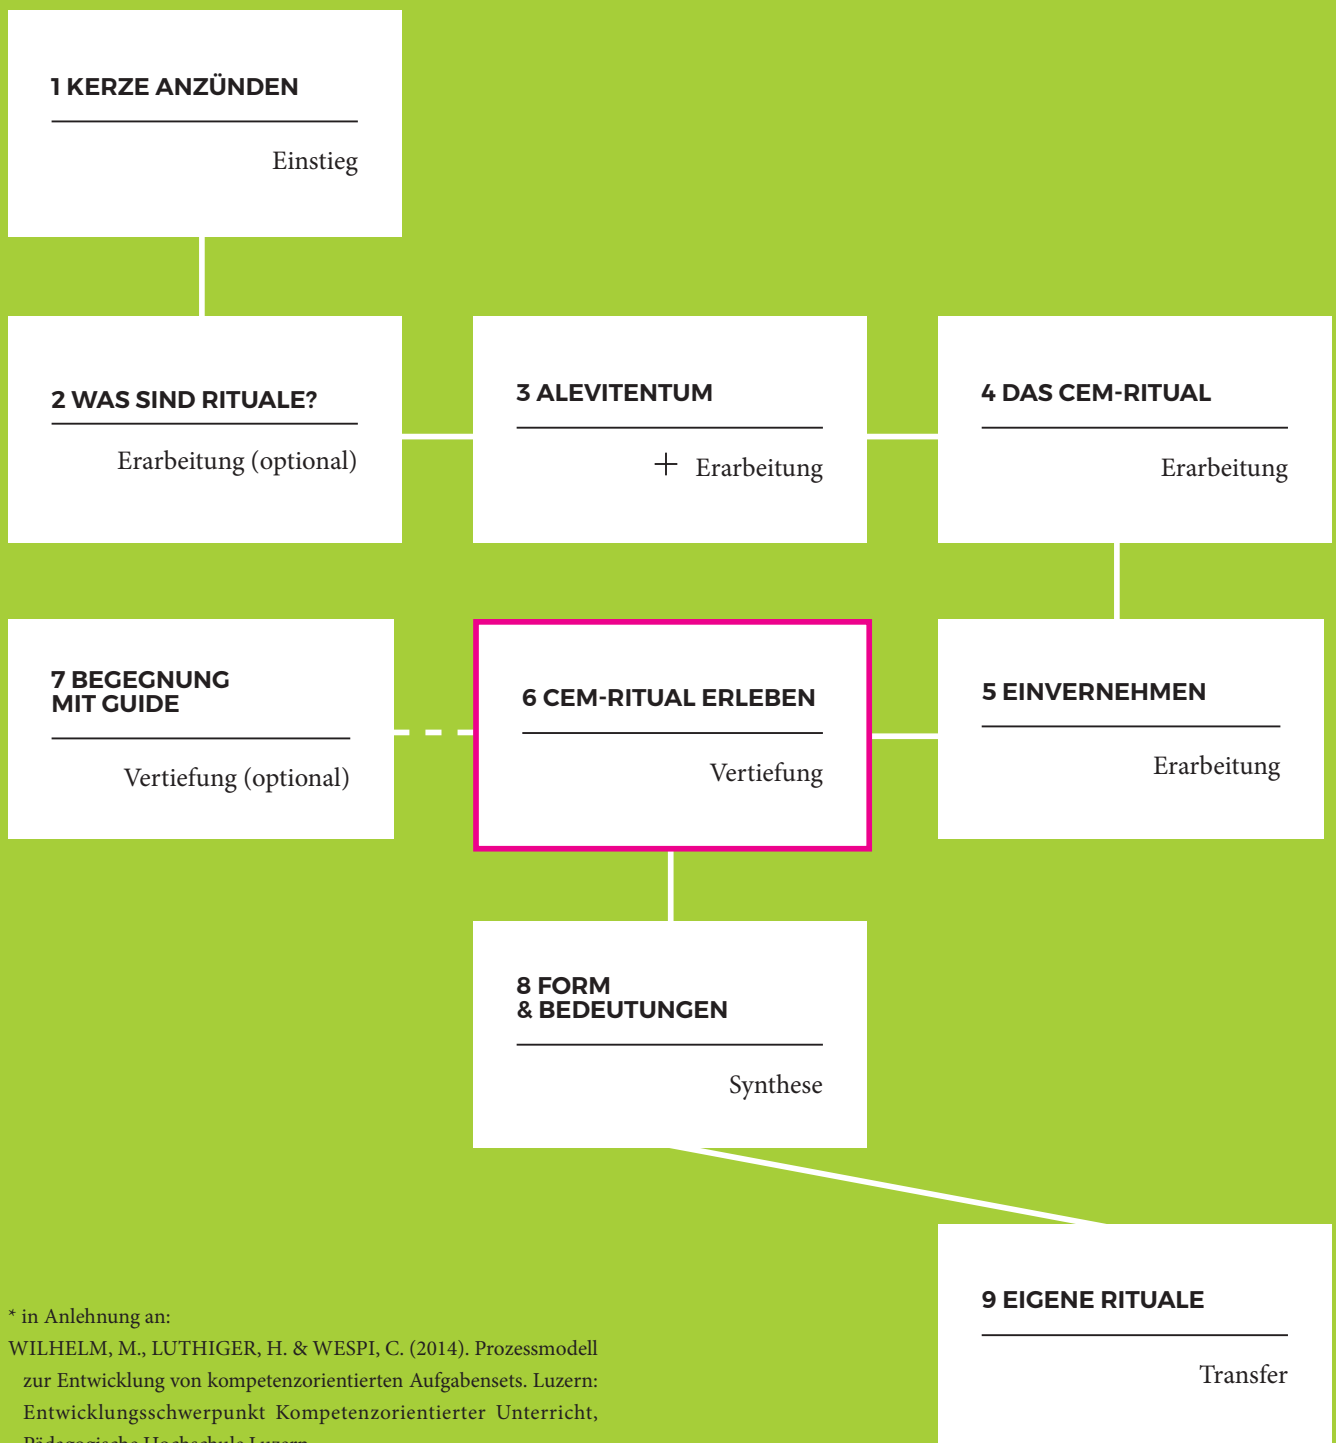 1 KERZE ANZÜNDEN
Einstieg
2 WAS SIND RITUALE?
Erarbeitung (optional)
3 ALEVITENTUM
+ Erarbeitung
4 DAS CEM-RITUAL
Erarbeitung
5 EINVERNEHMEN
Erarbeitung
6 CEM-RITUAL ERLEBEN
Vertiefung
7 BEGEGNUNG
MIT GUIDE
Vertiefung (optional)
8 FORM
& BEDEUTUNGEN
Synthese
9 EIGENE RITUALE
Transfer
* in Anlehnung an:
WILHELM, M., LUTHIGER, H. & WESPI, C. (2014). Prozessmodell
zur Entwicklung von kompetenzorientierten Aufgabensets. Luzern:
Entwicklungsschwerpunkt Kompetenzorientierter Unterricht,
Pädagogische Hochschule Luzern